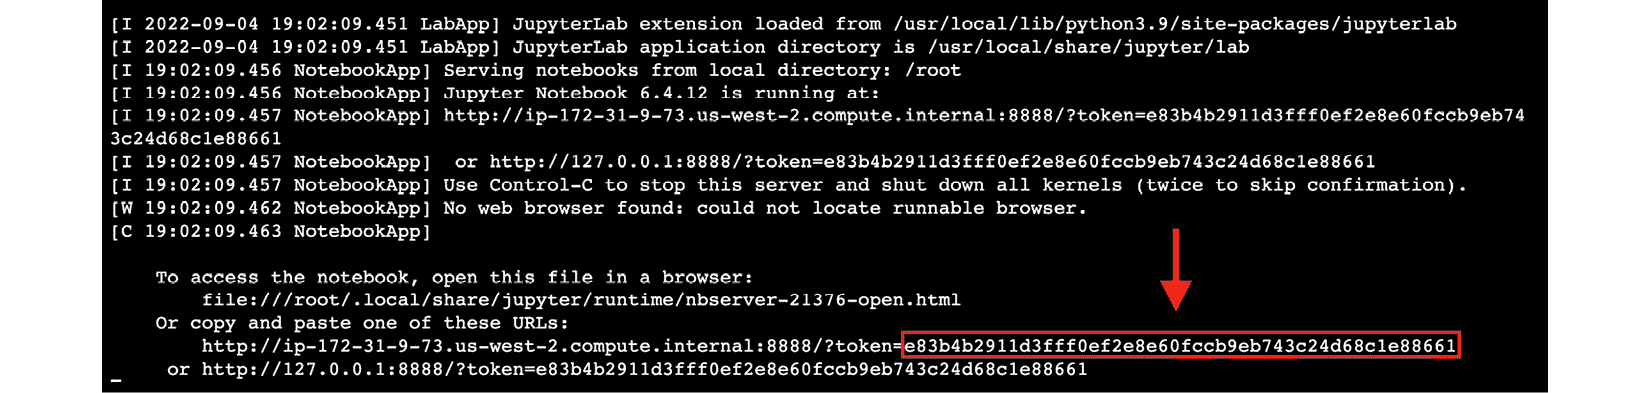 [I 2022-09-04 19:02:09.451 LabApp] JupyterLab extension loaded from /usr/local/lib/python3.9/site-packages/jupyterlab
[I 2022-09-04 19:02:09.451 LabApp] JupyterLab application directory is /usr/local/share/jupyter/lab
[I 19:02:09.456 NotebookApp] Serving notebooks from local directory: /root
[I 19:02:09.456 NotebookApp] Jupyter Notebook 6.4.12 is running at:
[I 19:02:09.457 NotebookApp] http://ip-172-31-9-73.us-west-2.compute.internal:8888/?token=e83b4b2911d3fff0ef2e8e60fccb9eb74
3c24d68c1e88661
[I 19:02:09.457 NotebookApp]  or http://127.0.0.1:8888/?token=e83b4b2911d3fff0ef2e8e60fccb9eb743c24d68c1e88661
[I 19:02:09.457 NotebookApp] Use Control-C to stop this server and shut down all kernels (twice to skip confirmation).
[W 19:02:09.462 NotebookApp] No web browser found: could not locate runnable browser.
[C 19:02:09.463 NotebookApp]
To access the notebook, open this file in a browser:
file:///root/.local/share/jupyter/runtime/nbserver-21376-open.html
Or copy and paste one of these URLs:
http://ip-172-31-9-73.us-west-2.compute.internal:8888/?token=e83b4b2911d3fff0ef2e8e60fccb9eb743c24d68c1e88661
or http://127.0.0.1:8888/?token=e83b4b2911d3fff0ef2e8e60fccb9eb743c24d68c1e88661